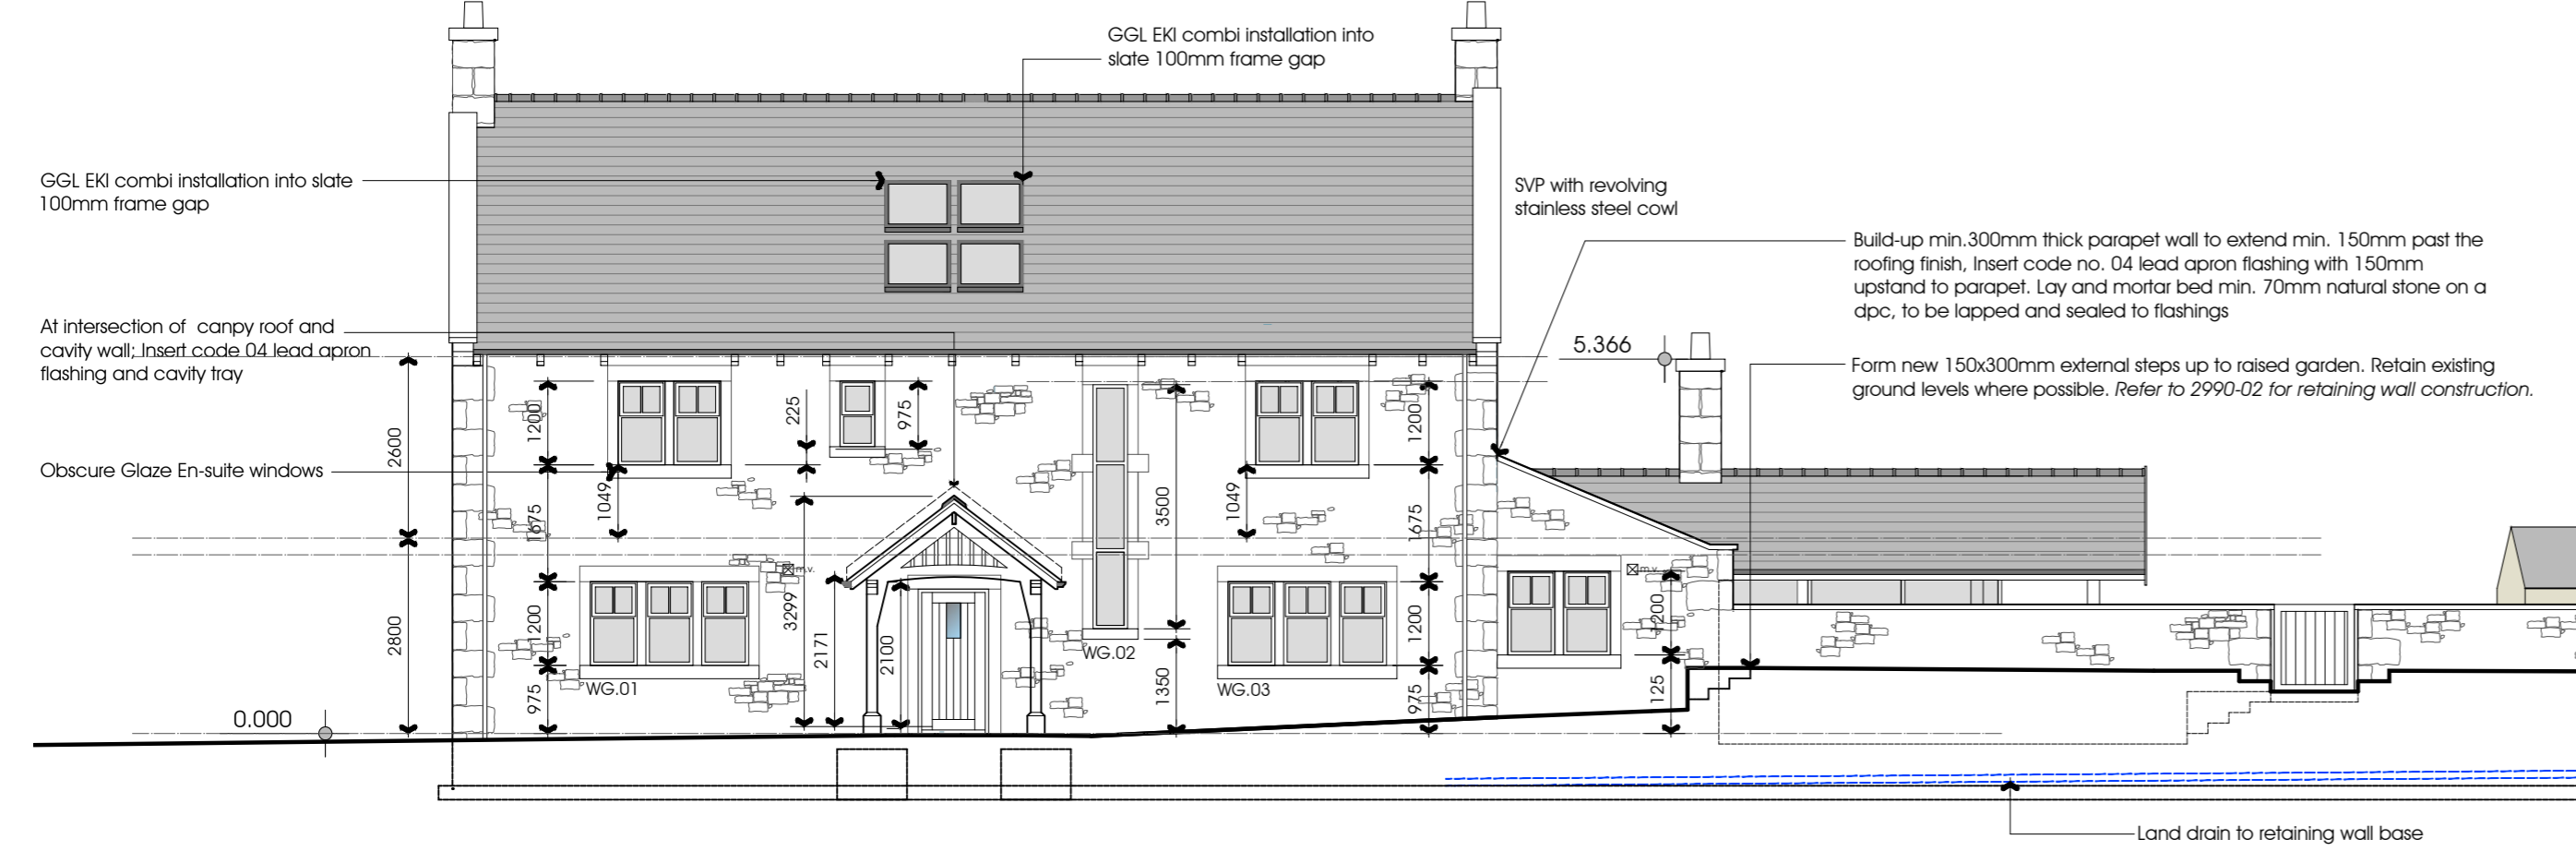 GGL EKI combi installation into
slate 100mm frame gap
GGL EKI combi installation into slate
100mm frame gap
SVP with revolving
stainless steel cowl
Build-up min.300mm thick parapet wall to extend min. 150mm past the
roofing finish, Insert code no. 04 lead apron flashing with 150mm
upstand to parapet. Lay and mortar bed min. 70mm natural stone on a
dpc, to be lapped and sealed to flashings
At intersection of canpy roof and
cavity wall; Insert code 04 lead apron
flashing and cavity tray
5.366
Form new 150x300mm external steps up to raised garden. Retain existing
ground levels where possible. Refer to 2990-02 for retaining wall construction.
Obscure Glaze En-suite windows
2600
2800
1200
1049
1675
1200
975
225
975
3299
2171
2100
3500
1350
1049
1200
1675
1200
975
1200
125
m.v.
m.v.
WG.01
WG.02
WG.03
0.000
Land drain to retaining wall base